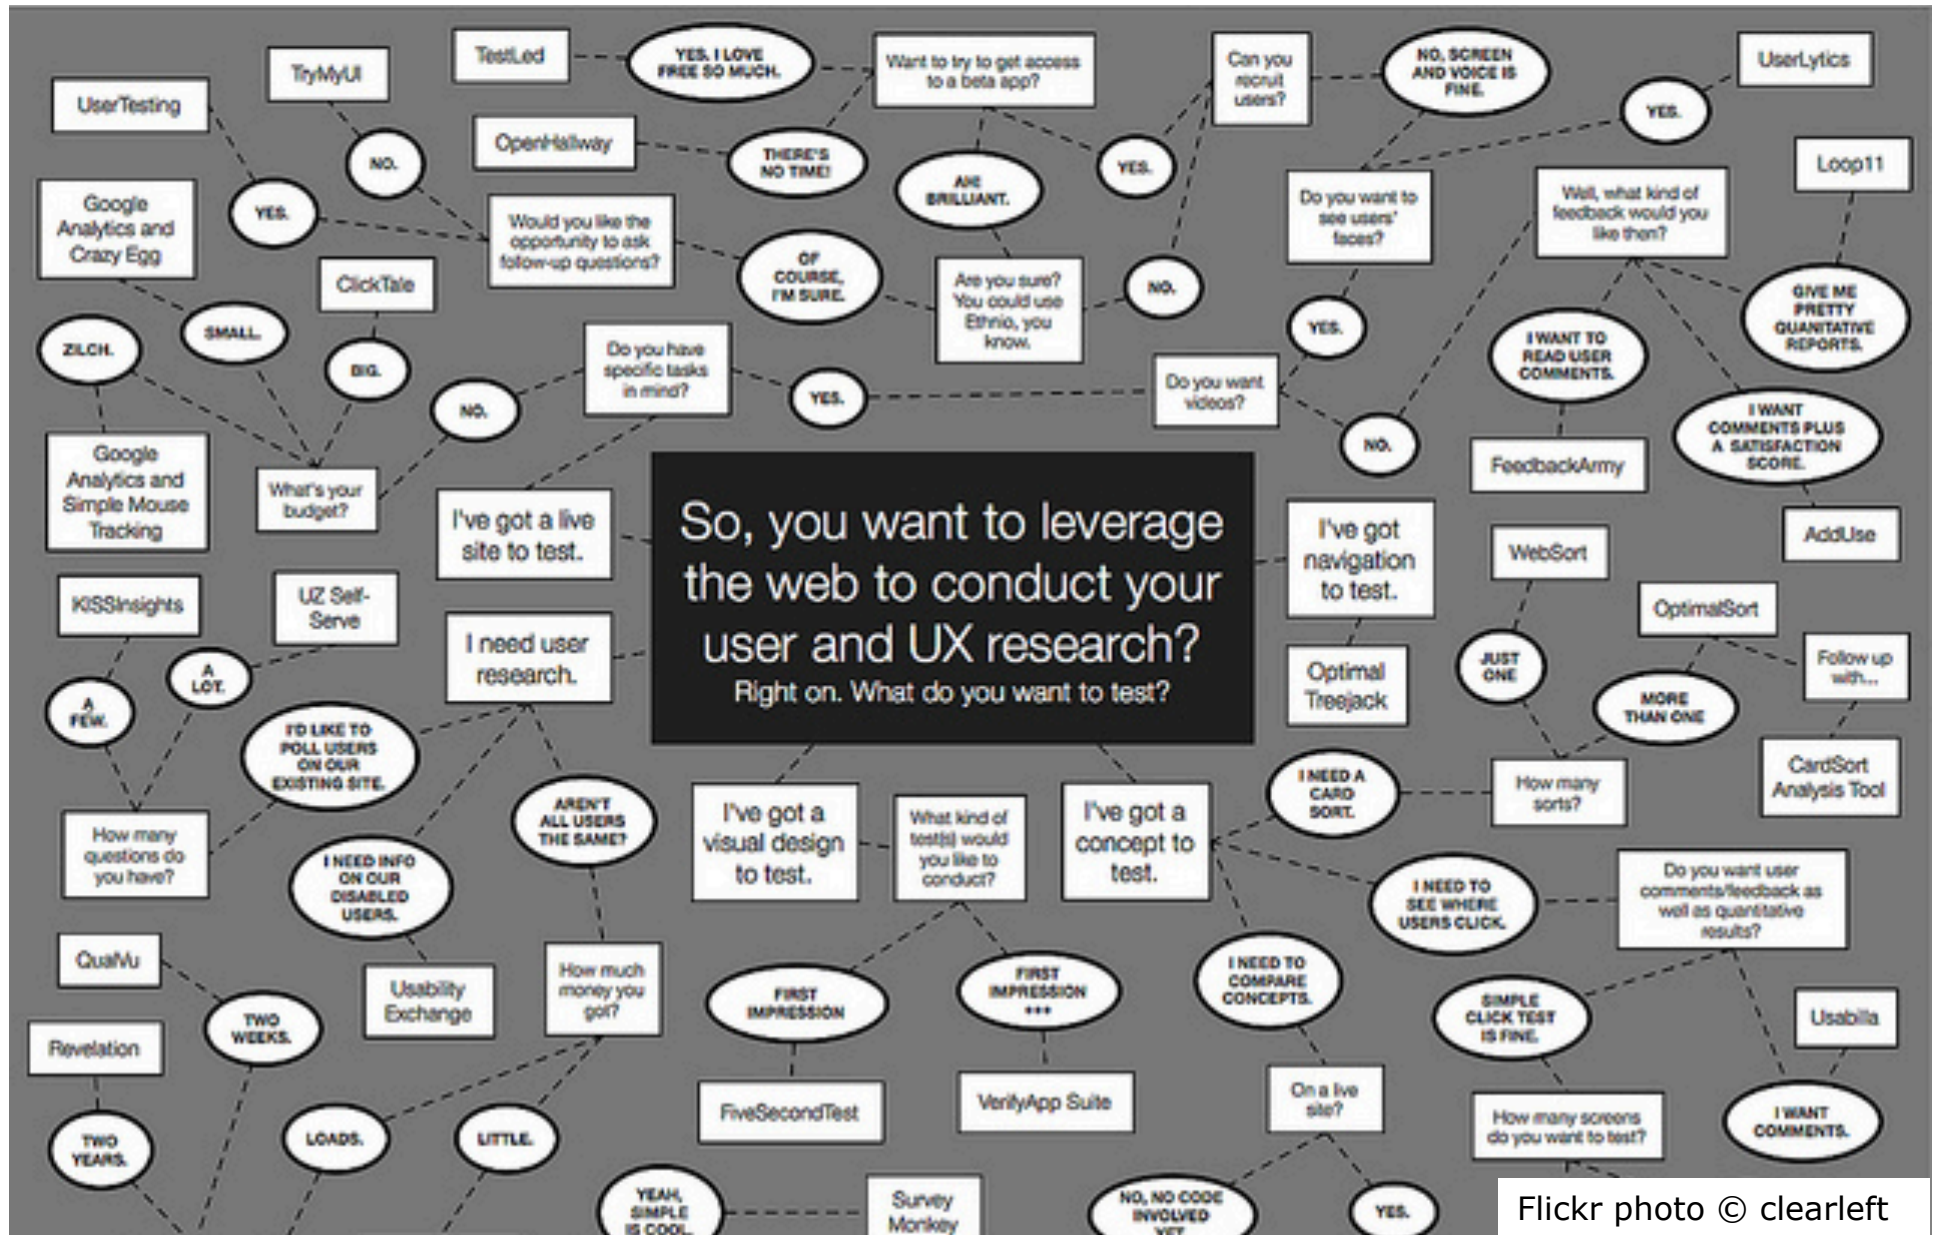 TestLed
YES. I LOVE
FREE SO MUCH.
Want to try to get access
to a beta app?
Can you
recruit
users?
NO, SCREEN
AND VOICE IS
FINE.
YES.
UserLytics
TryMyUI
UserTesting
NO.
OpenHallway
THERE'S
NO TIME!
AH!
BRILLIANT.
YES.
Loop11
Google
Analytics and
Crazy Egg
YES.
Would you like the
opportunity to ask
follow-up questions?
OF
COURSE,
I'M SURE.
Are you sure?
You could use
Ethnio, you
know.
NO.
Do you want to
see users'
faces?
Well, what kind of
feedback would you
like then?
ClickTale
SMALL.
ZILCH.
BIG.
NO.
Do you have
specific tasks
in mind?
YES.
Do you want
videos?
YES.
NO.
I WANT TO
READ USER
COMMENTS.
GIVE ME
PRETTY
QUANITATIVE
REPORTS.
I WANT
COMMENTS PLUS
A SATISFACTION
SCORE.
Google
Analytics and
Simple Mouse
Tracking
What's your
budget?
FeedbackArmy
AddUse
I've got a live
site to test.
So, you want to leverage
the web to conduct your
user and UX research?
Right on. What do you want to test?
I've got
navigation
to test.
Optimal
Treejack
WebSort
OptimalSort
JUST
ONE
MORE
THAN ONE
Follow up
with...
CardSort
Analysis Tool
KISSInsights
UZ Self-
Serve
I need user
research.
A
FEW.
A
LOT.
I'D LIKE TO
POLL USERS
ON OUR
EXISTING SITE.
How many
questions do
you have?
I NEED INFO
ON OUR
DISABLED
USERS.
AREN'T
ALL USERS
THE SAME?
I've got a
visual design
to test.
What kind of
test(s) would
you like to
conduct?
I've got a
concept to
test.
I NEED A
CARD
SORT.
How many
sorts?
I NEED TO
SEE WHERE
USERS CLICK.
Do you want user
comments/feedback as
well as quantitative
results?
QualVu
Usability
Exchange
How much
money you
got?
FIRST
IMPRESSION
FIRST
IMPRESSION
+++
I NEED TO
COMPARE
CONCEPTS.
SIMPLE
CLICK TEST
IS FINE.
Usabilla
Revelation
TWO
WEEKS.
TWO
YEARS.
LOADS.
LITTLE.
FiveSecondTest
VerifyApp Suite
On a live
site?
How many screens
do you want to test?
I WANT
COMMENTS.
YEAH,
SIMPLE
IS COOL.
Survey
Monkey
NO, NO CODE
INVOLVED
YET.
YES.
Flickr photo © clearleft